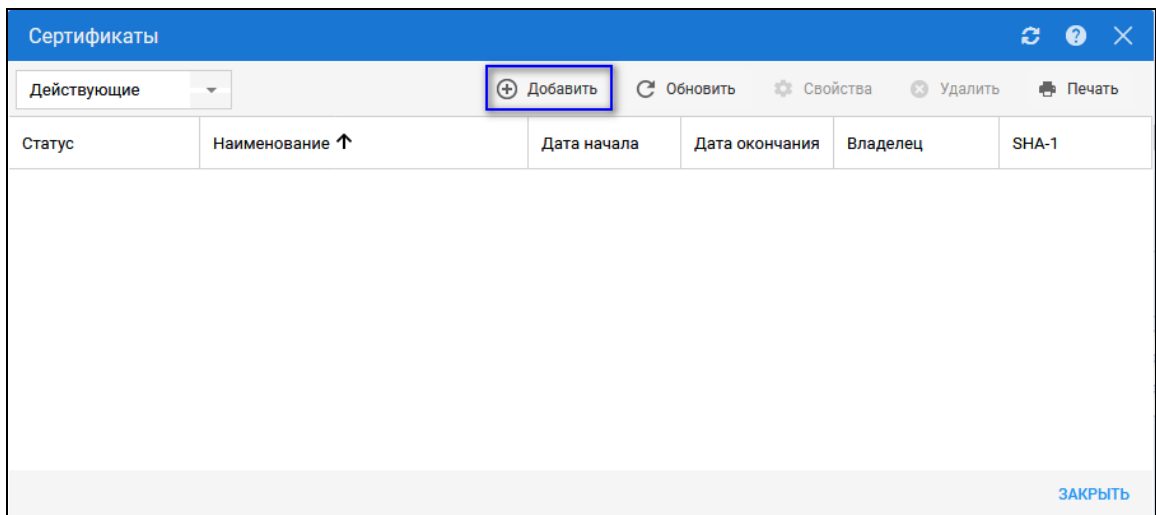 Сертификаты
Действующие Добавить Обновить Свойства Удалить Печать
Статус Наименование Дата начала Дата окончания Владелец SHA-1
ЗАКРЫТЬ